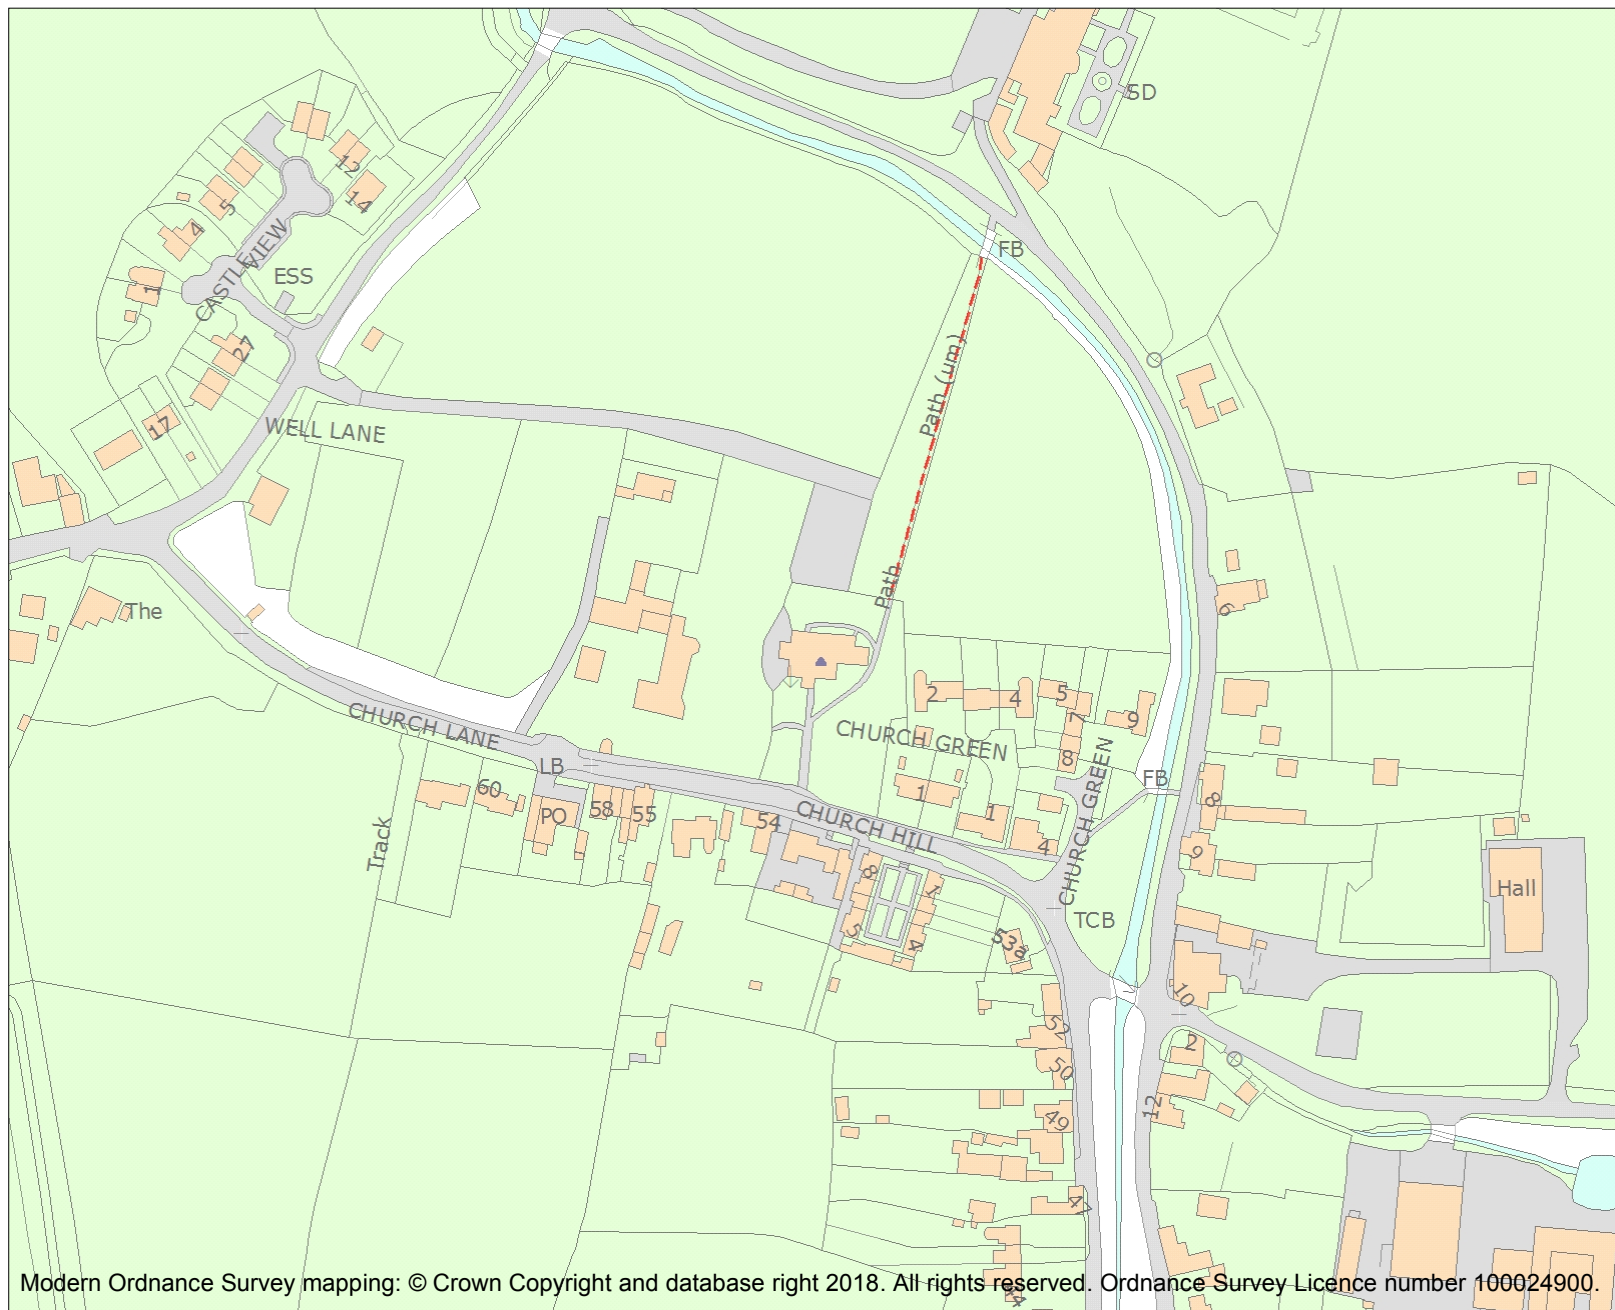 SD
12
14
5
4
CASTLE VIEW
ESS
1
27
17
WELL LANE
FB
Path (um)
Path
The
6
CHURCH LANE
2
4
5
7
9
8
CHURCH GREEN
CHURCH GREEN
FB
LB
60
PO
58
55
54
CHURCH HILL
1
1
4
8
9
Track
8
1
5
4
53a
TCB
Hall
10
52
50
2
49
12
47
44
Modern Ordnance Survey mapping: © Crown Copyright and database right 2018. All rights reserved. Ordnance Survey Licence number 100024900.